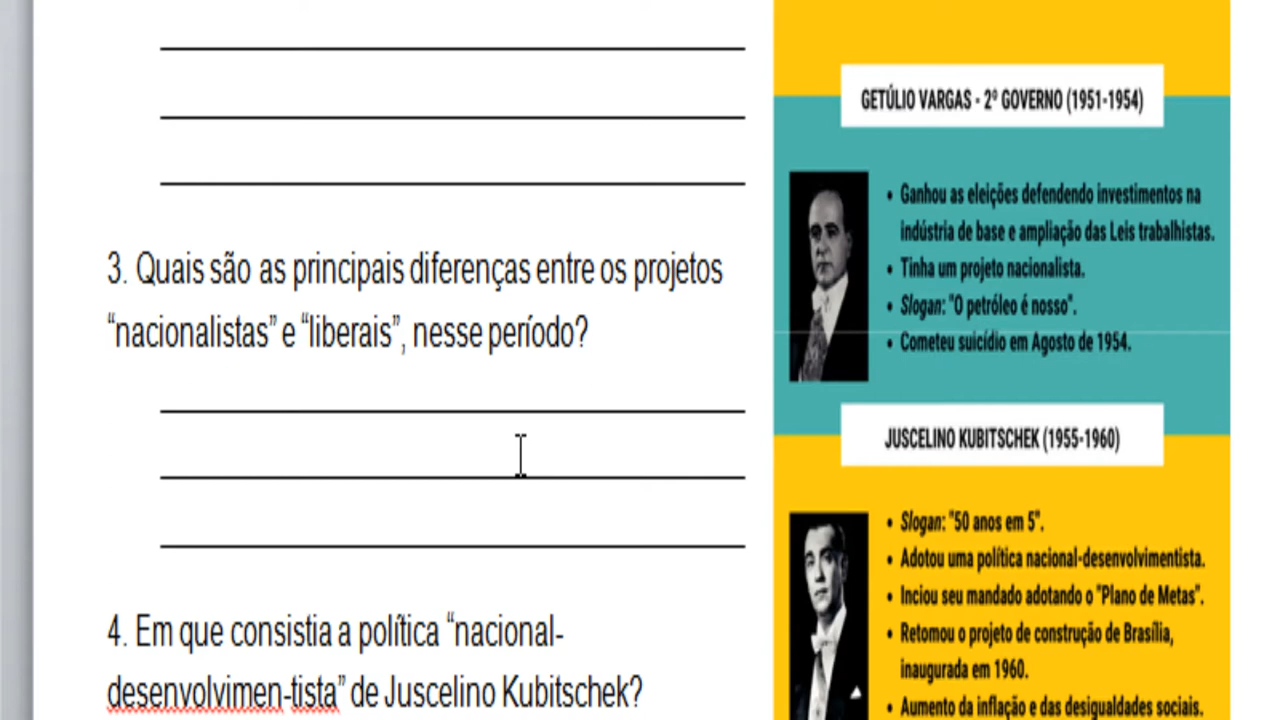 3. Quais são as principais diferenças entre os projetos
“nacionalistas” e “liberais”, nesse período?
4. Em que consistia a política “nacional-
desenvolvimen-tista” de Juscelino Kubitschek?
GETÚLIO VARGAS - 2º GOVERNO (1951-1954)
• Ganhou as eleições defendendo investimentos na
indústria de base e ampliação das Leis trabalhistas.
• Tinha um projeto nacionalista.
• Slogan: "O petróleo é nosso".
• Cometeu suicídio em Agosto de 1954.
JUSCELINO KUBITSCHEK (1955-1960)
• Slogan: "50 anos em 5".
• Adotou uma política nacional-desenvolvimentista.
• Inciou seu mandado adotando o "Plano de Metas".
• Retomou o projeto de construção de Brasília,
inaugurada em 1960.
• Aumento da inflação e das desigualdades sociais.